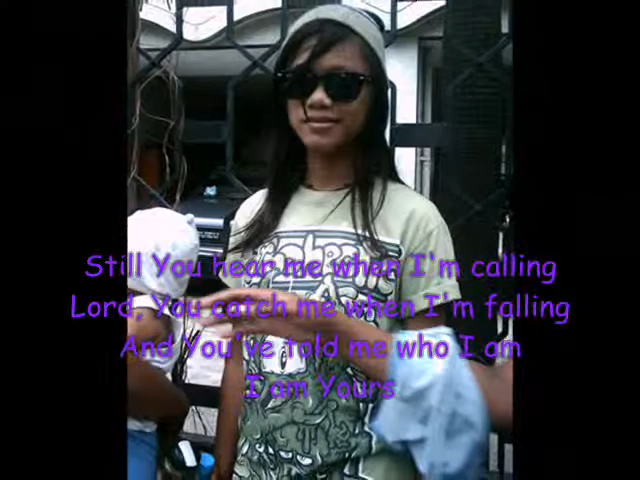 Still You hear me when I'm calling
Lord, You catch me when I'm falling
And You've told me who I am
I am Yours